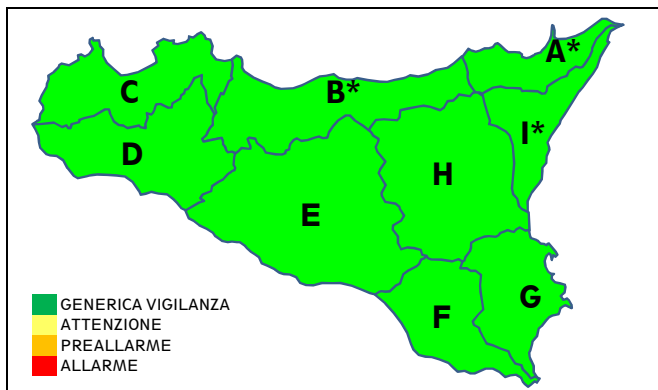 A*
C
B*
I*
D
H
E
G
F
GENERICA VIGILANZA
ATTENZIONE
PREALLARME
ALLARME